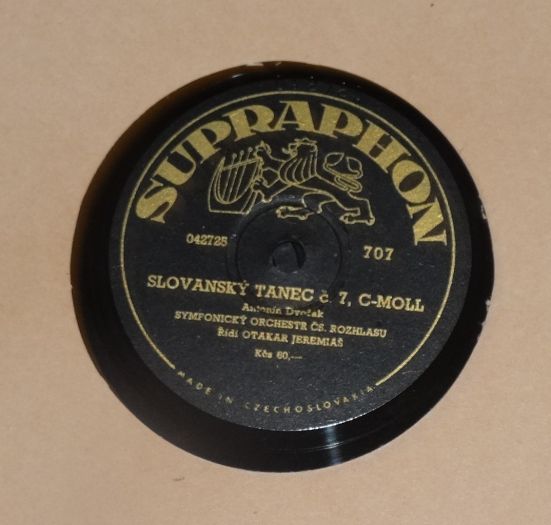 SUPRAPHON
042725 707
SLOVANSKÝ TANEC č. 7, C-MOLL
Antonín Dvořák
SYMFONICKÝ ORCHESTR ČS. ROZHLASU
Řídí OTAKAR JEREMIAŠ
Kčs 60,—
MADE IN CZECHOSLOVAKIA